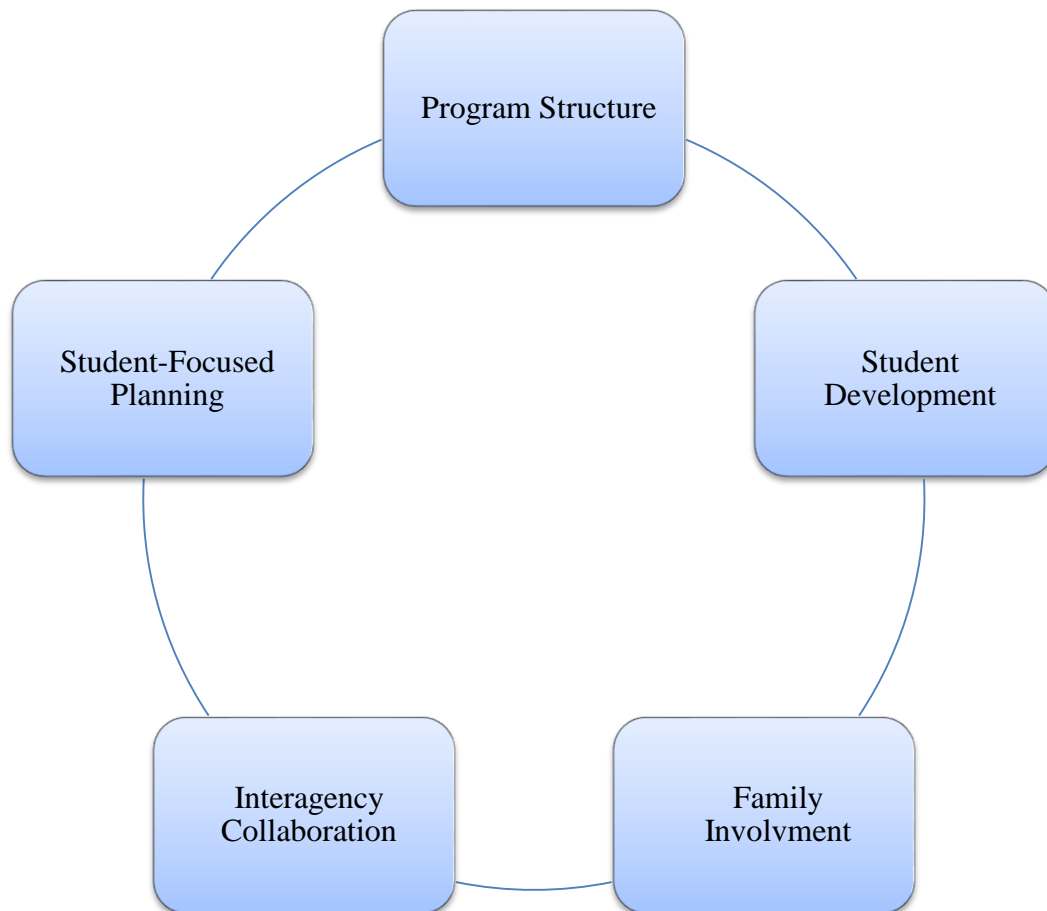 Program Structure
Student-Focused
Planning
Student
Development
Interagency
Collaboration
Family
Involvment